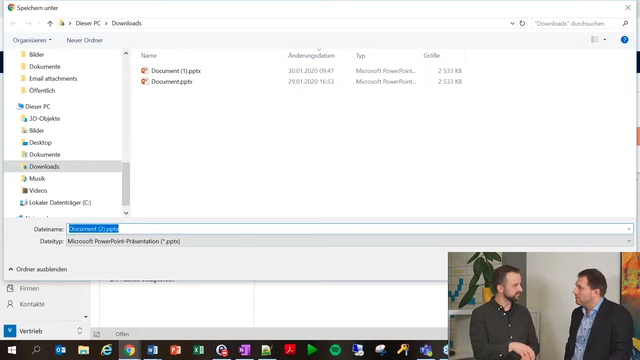 Speichern unter
Dieser PC > Downloads
"Downloads" durchsuchen
Organisieren
Neuer Ordner
Bilder
Dokumente
Email attachments
Öffentlich
Dieser PC
3D-Objekte
Bilder
Desktop
Dokumente
Downloads
Musik
Videos
Lokaler Datenträger (C:)
Name Änderungsdatum Typ Größe
Document (1).pptx 30.01.2020 09:47 Microsoft PowerPoint... 2 533 KB
Document.pptx 29.01.2020 16:53 Microsoft PowerPoint... 2 533 KB
Dateiname: Document (2).pptx
Dateityp: Microsoft PowerPoint-Präsentation (*.pptx)
Ordner ausblenden
Firmen
Kontakte
V Vertrieb
Offen